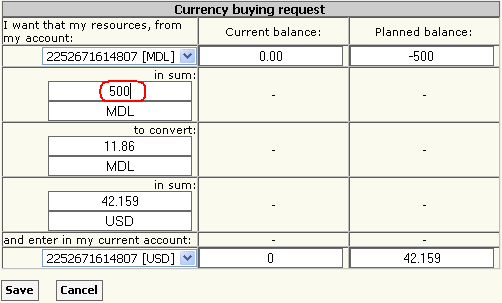 Currency buying request
I want that my resources, from my account: Current balance: Planned balance:
2252671614807 [MDL] 0.00 -500
in sum:
500 - -
MDL
to convert:
11.86 - -
MDL
in sum:
42.159 - -
USD
and enter in my current account: - -
2252671614807 [USD] 0 42.159
Save Cancel